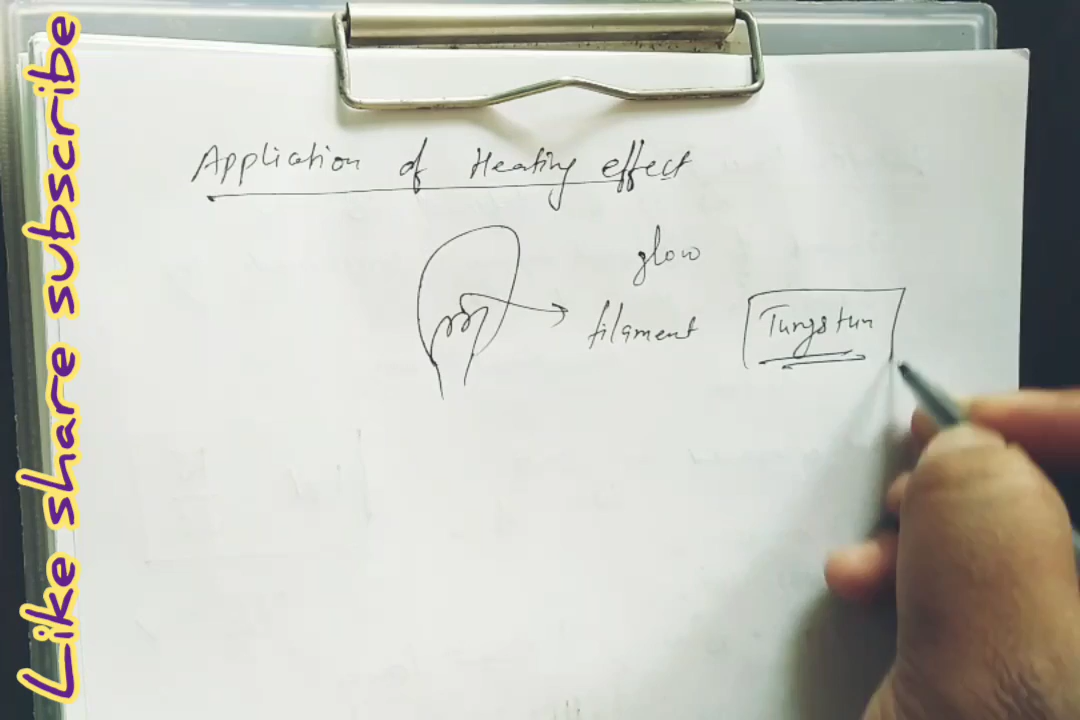 Application of Heating effect
glow
filament Tungstun
Like share subscribe